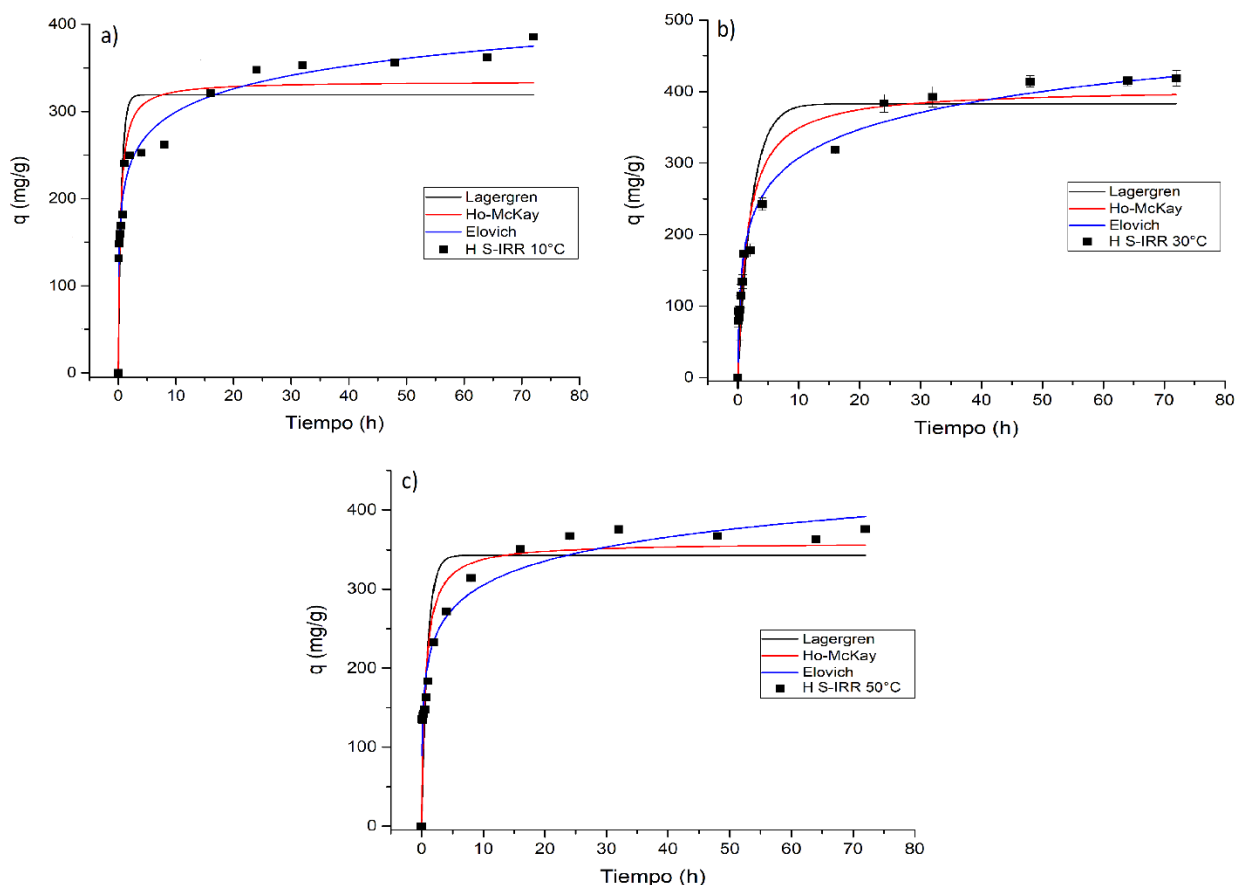 a)
q (mg/g)
400
300
200
100
0
0 10 20 30 40 50 60 70 80
Tiempo (h)
Lagergren
Ho-McKay
Elovich
H S-IRR 10°C
b)
q (mg/g)
500
400
300
200
100
0
0 10 20 30 40 50 60 70 80
Tiempo (h)
Lagergren
Ho-McKay
Elovich
H S-IRR 30°C
c)
q (mg/g)
400
300
200
100
0
0 10 20 30 40 50 60 70 80
Tiempo (h)
Lagergren
Ho-McKay
Elovich
H S-IRR 50°C